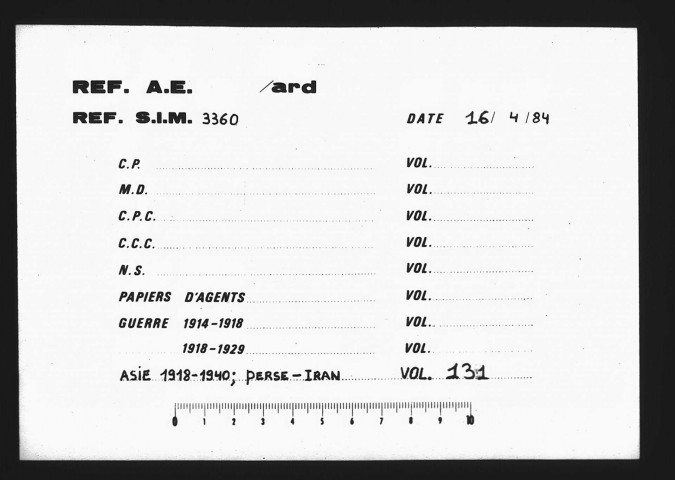 REF. A.E. /ard
REF. S.I.M. 3360 DATE 16/ 4 /84
C.P. VOL.
M.D. VOL.
C.P.C. VOL.
C.C.C. VOL.
N.S. VOL.
PAPIERS D'AGENTS VOL.
GUERRE 1914-1918 VOL.
1918-1929 VOL.
ASIE 1918-1940; PERSE-IRAN VOL. 131
0 1 2 3 4 5 6 7 8 9 10